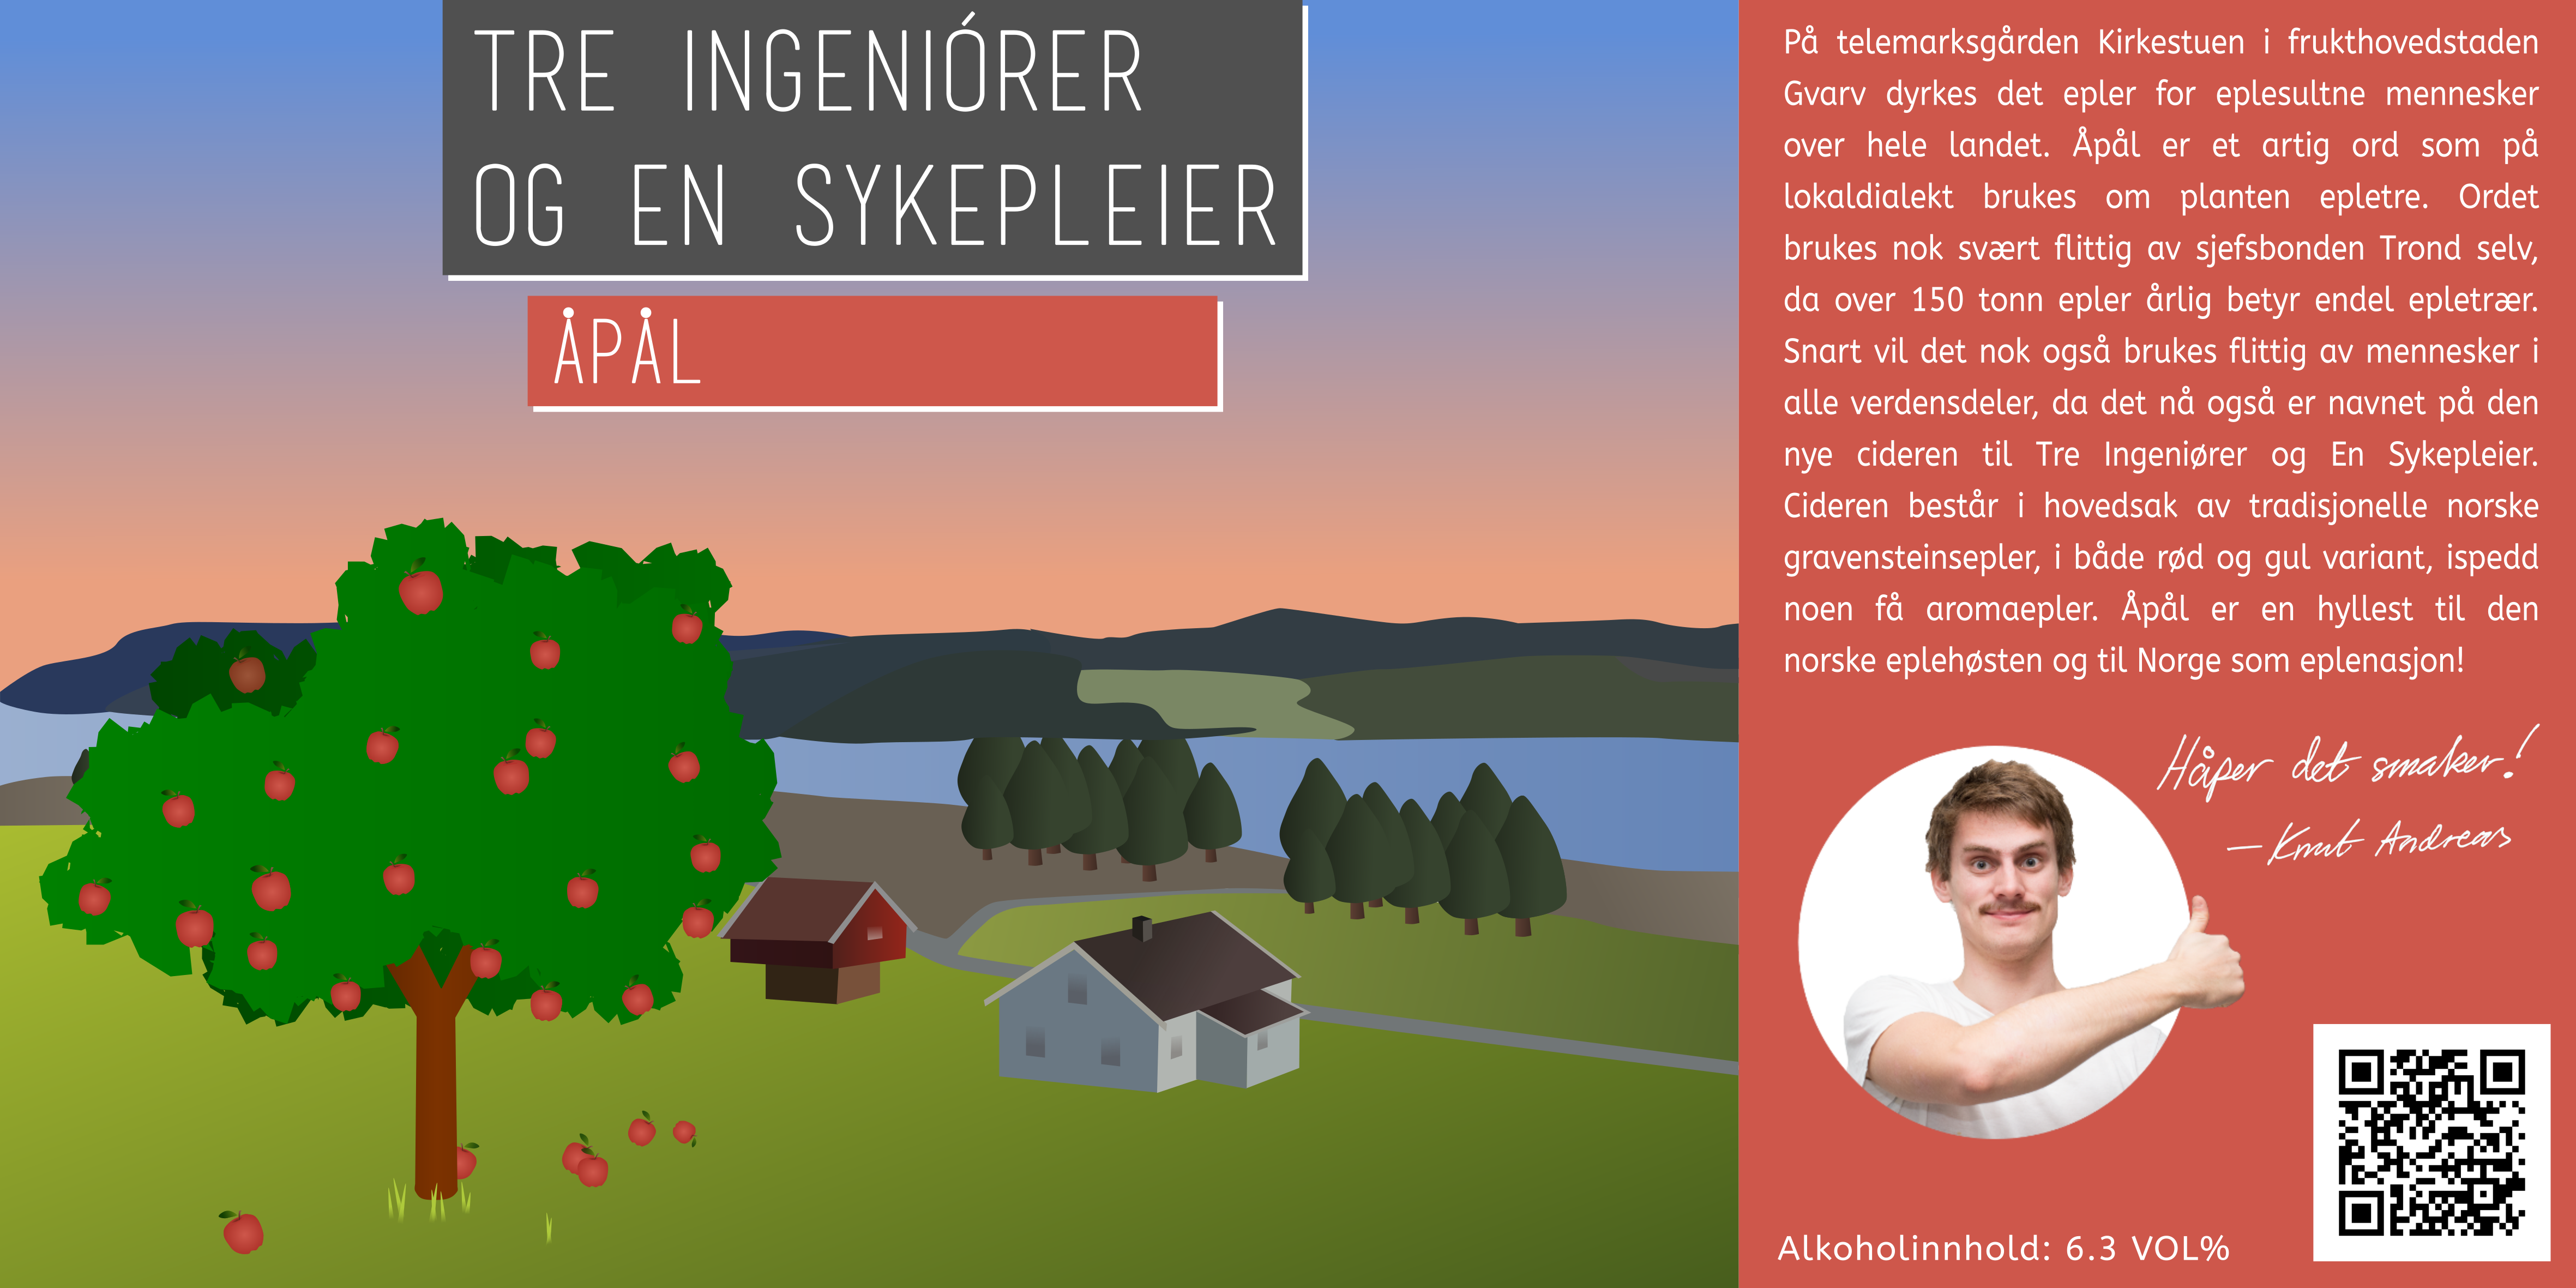 TRE INGENIÓRER
OG EN SYKEPLEIER
ÅPÅL
På telemarksgården Kirkestuen i frukthovedstaden
Gvarv dyrkes det epler for eplesultne mennesker
over hele landet. Åpål er et artig ord som på
lokaldialekt brukes om planten epletre. Ordet
brukes nok svært flittig av sjefsbonden Trond selv,
da over 150 tonn epler årlig betyr endel epletrær.
Snart vil det nok også brukes flittig av mennesker i
alle verdensdeler, da det nå også er navnet på den
nye cideren til Tre Ingeniører og En Sykepleier.
Cideren består i hovedsak av tradisjonelle norske
gravensteinsepler, i både rød og gul variant, ispedd
noen få aromaepler. Åpål er en hyllest til den
norske eplehøsten og til Norge som eplenasjon!
Håper det smaker!
— Knut Andreas
Alkoholinnhold: 6.3 VOL%